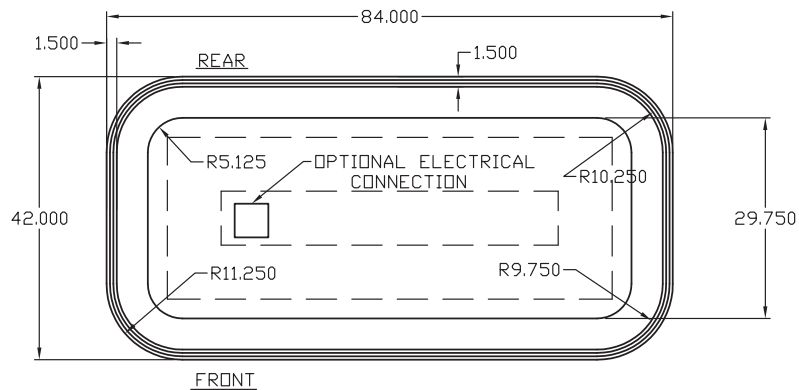 84.000
1.500
REAR
1.500
R5.125
OPTIONAL ELECTRICAL
CONNECTION
R10.250
42.000
29.750
R11.250
R9.750
FRONT